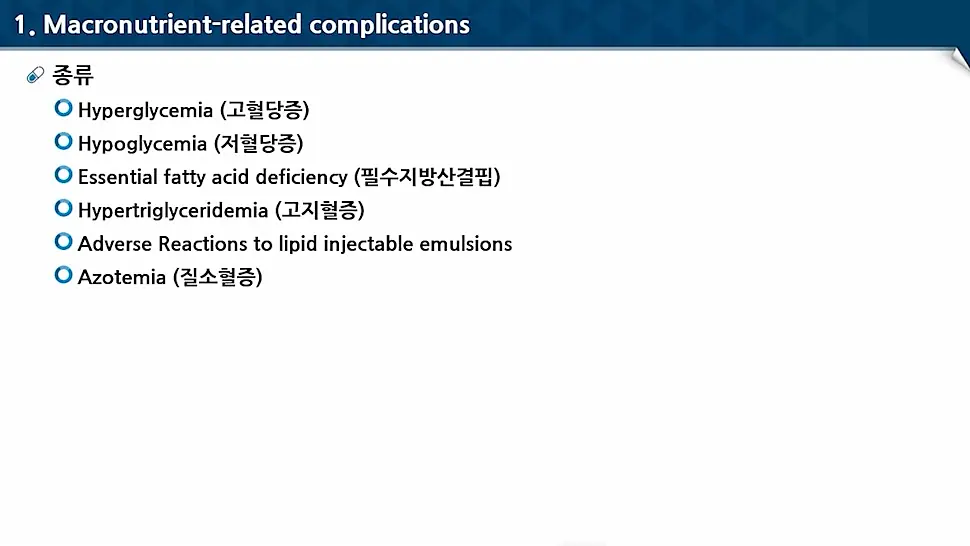 1. Macronutrient-related complications
종류
Hyperglycemia (고혈당증)
Hypoglycemia (저혈당증)
Essential fatty acid deficiency (필수지방산결핍)
Hypertriglyceridemia (고지혈증)
Adverse Reactions to lipid injectable emulsions
Azotemia (질소혈증)